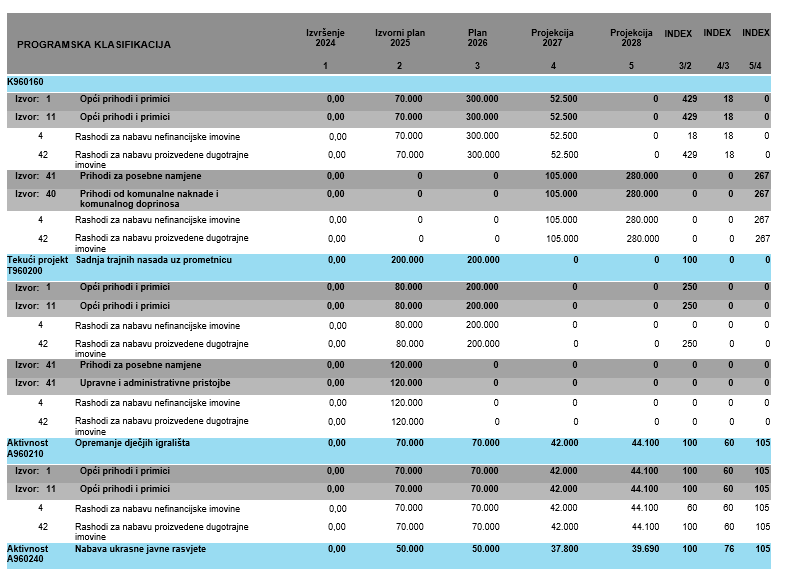 PROGRAMSKA KLASIFIKACIJA Izvršenje 2024 Izvorni plan 2025 Plan 2026 Projekcija 2027 Projekcija 2028 INDEX INDEX INDEX
1 2 3 4 5 3/2 4/3 5/4
K960160
Izvor: 1 Opći prihodi i primici 0,00 70.000 300.000 52.500 0 429 18 0
Izvor: 11 Opći prihodi i primici 0,00 70.000 300.000 52.500 0 429 18 0
4 Rashodi za nabavu nefinancijske imovine 0,00 70.000 300.000 52.500 0 18 18 0
42 Rashodi za nabavu proizvedene dugotrajne imovine 0,00 70.000 300.000 52.500 0 429 18 0
Izvor: 41 Prihodi za posebne namjene 0,00 0 0 105.000 280.000 0 0 267
Izvor: 40 Prihodi od komunalne naknade i komunalnog doprinosa 0,00 0 0 105.000 280.000 0 0 267
4 Rashodi za nabavu nefinancijske imovine 0,00 0 0 105.000 280.000 0 0 267
42 Rashodi za nabavu proizvedene dugotrajne imovine 0,00 0 0 105.000 280.000 0 0 267
Tekući projekt T960200 Sadnja trajnih nasada uz prometnicu 0,00 200.000 200.000 0 0 100 0 0
Izvor: 1 Opći prihodi i primici 0,00 80.000 200.000 0 0 250 0 0
Izvor: 11 Opći prihodi i primici 0,00 80.000 200.000 0 0 250 0 0
4 Rashodi za nabavu nefinancijske imovine 0,00 80.000 200.000 0 0 0 0 0
42 Rashodi za nabavu proizvedene dugotrajne imovine 0,00 80.000 200.000 0 0 250 0 0
Izvor: 41 Prihodi za posebne namjene 0,00 120.000 0 0 0 0 0 0
Izvor: 41 Upravne i administrativne pristojbe 0,00 120.000 0 0 0 0 0 0
4 Rashodi za nabavu nefinancijske imovine 0,00 120.000 0 0 0 0 0 0
42 Rashodi za nabavu proizvedene dugotrajne imovine 0,00 120.000 0 0 0 0 0 0
Aktivnost A960210 Opremanje dječjih igrališta 0,00 70.000 70.000 42.000 44.100 100 60 105
Izvor: 1 Opći prihodi i primici 0,00 70.000 70.000 42.000 44.100 100 60 105
Izvor: 11 Opći prihodi i primici 0,00 70.000 70.000 42.000 44.100 100 60 105
4 Rashodi za nabavu nefinancijske imovine 0,00 70.000 70.000 42.000 44.100 60 60 105
42 Rashodi za nabavu proizvedene dugotrajne imovine 0,00 70.000 70.000 42.000 44.100 100 60 105
Aktivnost A960240 Nabava ukrasne javne rasvjete 0,00 50.000 50.000 37.800 39.690 100 76 105